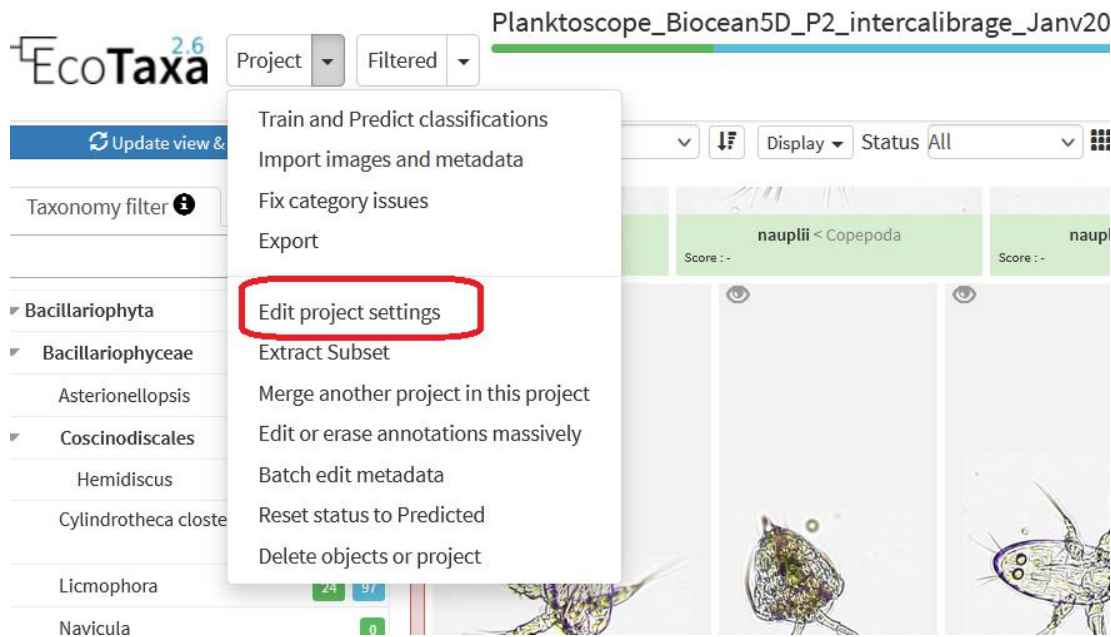 Planktoscope_Biocean5D_P2_intercalibrage_Janv20
EcoTaxa 2.6
Project
Filtered
Train and Predict classifications
Import images and metadata
Fix category issues
Export
Edit project settings
Extract Subset
Merge another project in this project
Edit or erase annotations massively
Batch edit metadata
Reset status to Predicted
Delete objects or project
Update view &
Display
Status All
Taxonomy filter
nauplii < Copepoda
Score : -
naupl
Score : -
Bacillariophyta
Bacillariophyceae
Asterionellopsis
Coscinodiscales
Hemidiscus
Cylindrotheca closte
Licmophora 24 97
Navicula 0